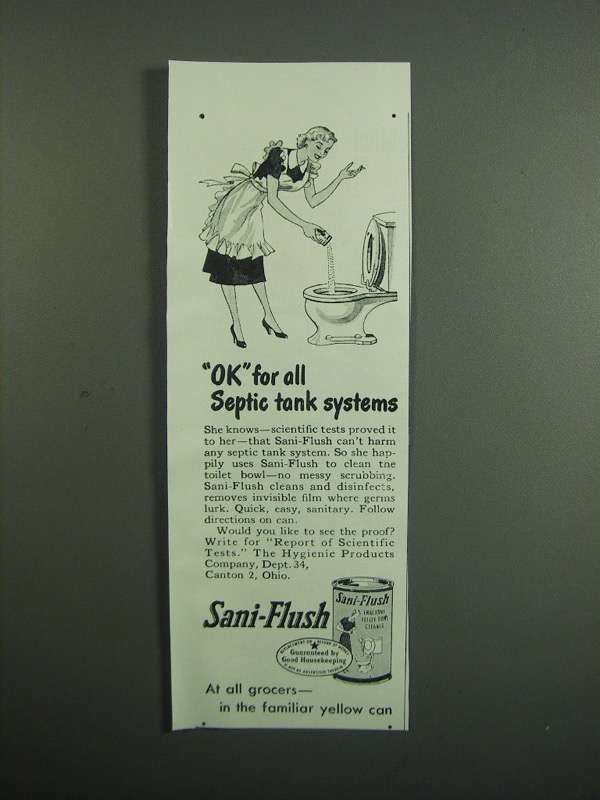 "OK" for all
Septic tank systems
She knows—scientific tests proved it
to her—that Sani-Flush can't harm
any septic tank system. So she hap-
pily uses Sani-Flush to clean the
toilet bowl—no messy scrubbing.
Sani-Flush cleans and disinfects,
removes invisible film where germs
lurk. Quick, easy, sanitary. Follow
directions on can.
Would you like to see the proof?
Write for "Report of Scientific
Tests." The Hygienic Products
Company, Dept. 34,
Canton 2, Ohio.
Sani-Flush
Sani-Flush
CLEANER
Guaranteed by
Good Housekeeping
At all grocers—
in the familiar yellow can